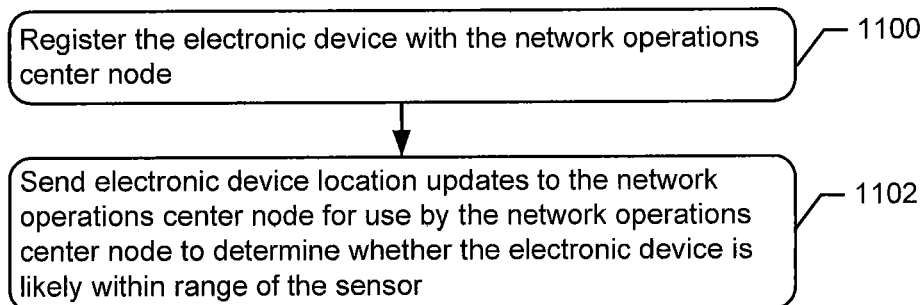 Register the electronic device with the network operations
center node
1100
Send electronic device location updates to the network
operations center node for use by the network operations
center node to determine whether the electronic device is
likely within range of the sensor
1102